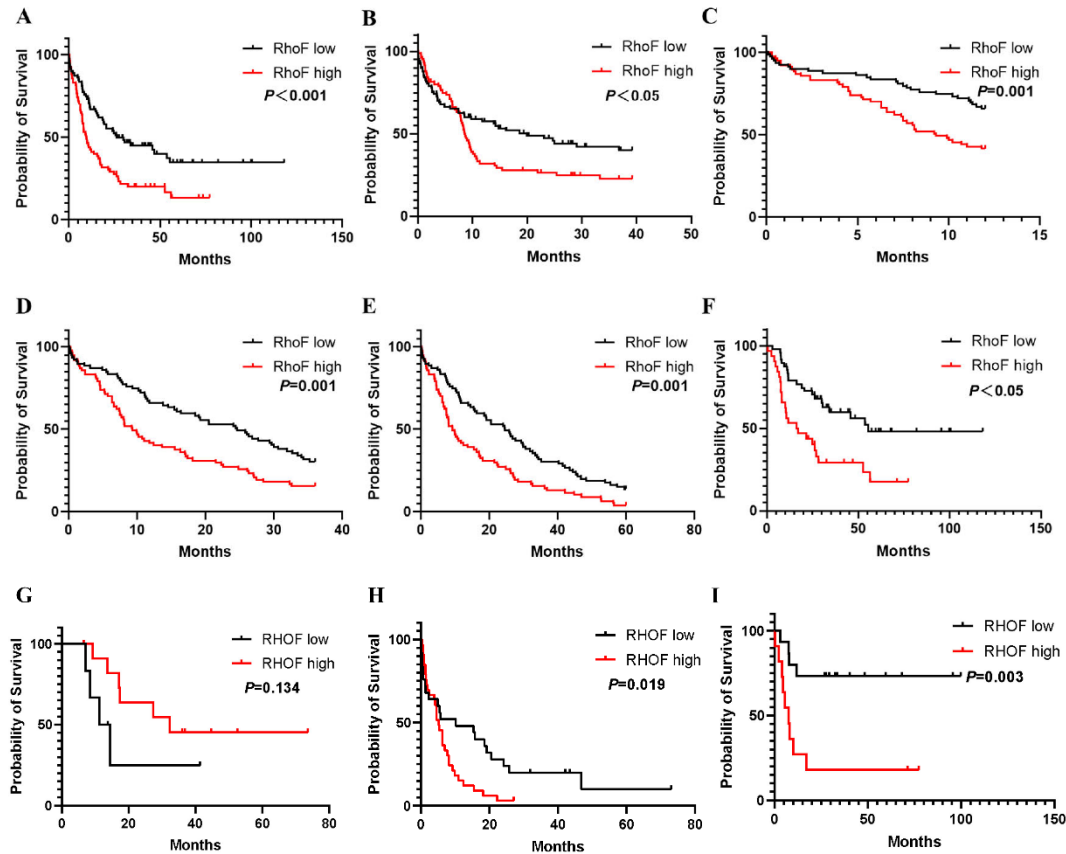 A
Probability of Survival
100
50
0
0 50 100 150
Months
RhoF low
RhoF high
P<0.001
B
Probability of Survival
100
50
0
0 10 20 30 40 50
Months
RhoF low
RhoF high
P<0.05
C
Probability of Survival
100
50
0
0 5 10 15
Months
RhoF low
RhoF high
P=0.001
D
Probability of Survival
100
50
0
0 10 20 30 40
Months
RhoF low
RhoF high
P=0.001
E
Probability of Survival
100
50
0
0 20 40 60 80
Months
RhoF low
RhoF high
P=0.001
F
Probability of Survival
100
50
0
0 50 100 150
Months
RhoF low
RhoF high
P<0.05
G
Probability of Survival
100
50
0
0 20 40 60 80
Months
RHOF low
RHOF high
P=0.134
H
Probability of Survival
100
50
0
0 20 40 60 80
Months
RHOF low
RHOF high
P=0.019
I
Probability of Survival
100
50
0
0 50 100 150
Months
RHOF low
RHOF high
P=0.003